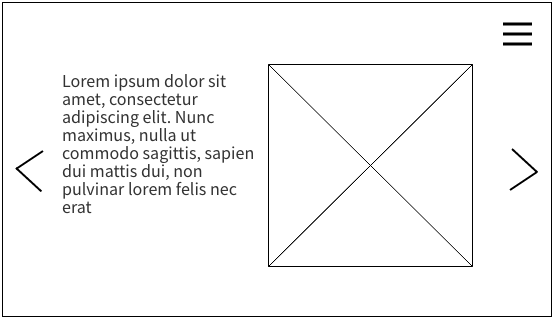 Lorem ipsum dolor sit
amet, consectetur
adipiscing elit. Nunc
maximus, nulla ut
commodo sagittis, sapien
dui mattis dui, non
pulvinar lorem felis nec
erat